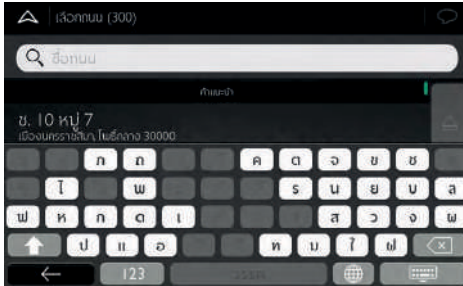 เลือกถนน (300)
ชื่อถนน
คำแนะนำ
ซ. 10 หมู่ 7
เมืองนครราชสีมา, โพธิ์กลาง 30000
ภ ถ ค ต จ ข ช
ไ พ ร น ย บ ล
ฟ ห ก ด เ ส ว ง ผ
ป แ อ ท ม ใ ฝ
123 วรรค